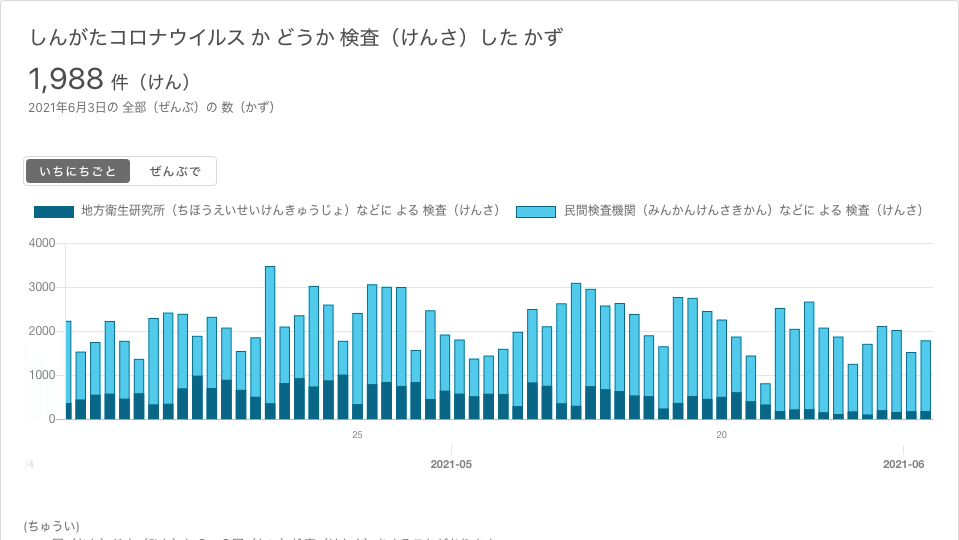 しんがたコロナウイルス か どうか 検査（けんさ）した かず
1,988 件（けん）
2021年6月3日の 全部（ぜんぶ）の 数（かず）
いちにちごと ぜんぶで
地方衛生研究所（ちほうえいせいけんきゅうじょ）などに よる 検査（けんさ） 民間検査機関（みんかんけんさきかん）などに よる 検査（けんさ）
4000
3000
2000
1000
0
25 20
2021-05 2021-06
(ちゅうい)